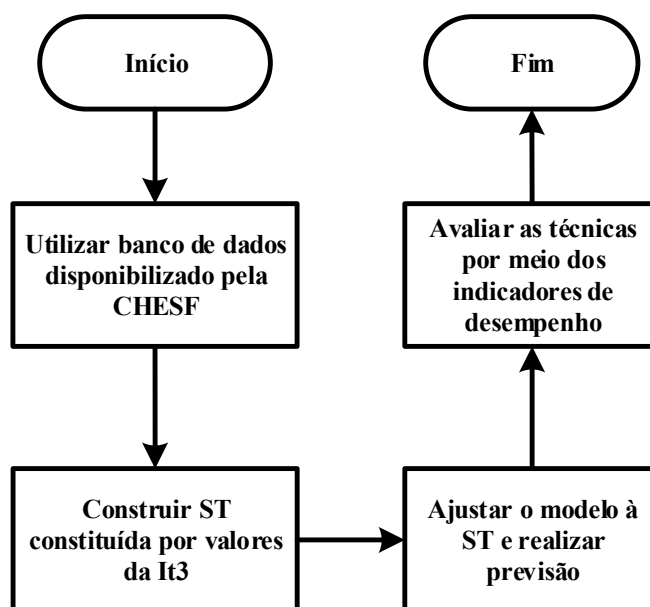 Início
Utilizar banco de dados
disponibilizado pela
CHESF
Construir ST
constituída por valores
da It3
Ajustar o modelo à
ST e realizar
previsão
Avaliar as técnicas
por meio dos
indicadores de
desempenho
Fim